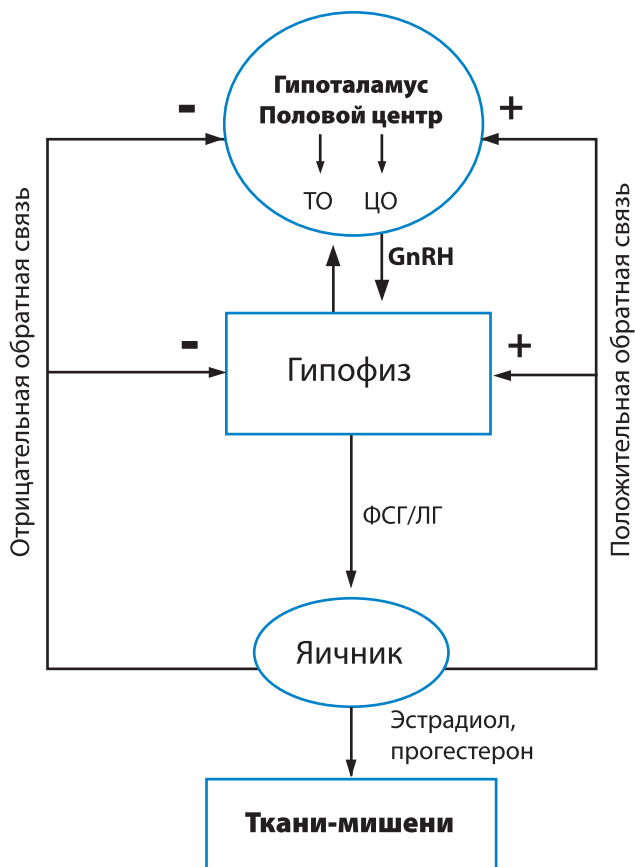 Гипоталамус
Половой центр
-
+
ТО ЦО
GnRH
-
+
Гипофиз
Отрицательная обратная связь
Положительная обратная связь
ФСГ/ЛГ
Яичник
Эстрадиол,
прогестерон
Ткани-мишени